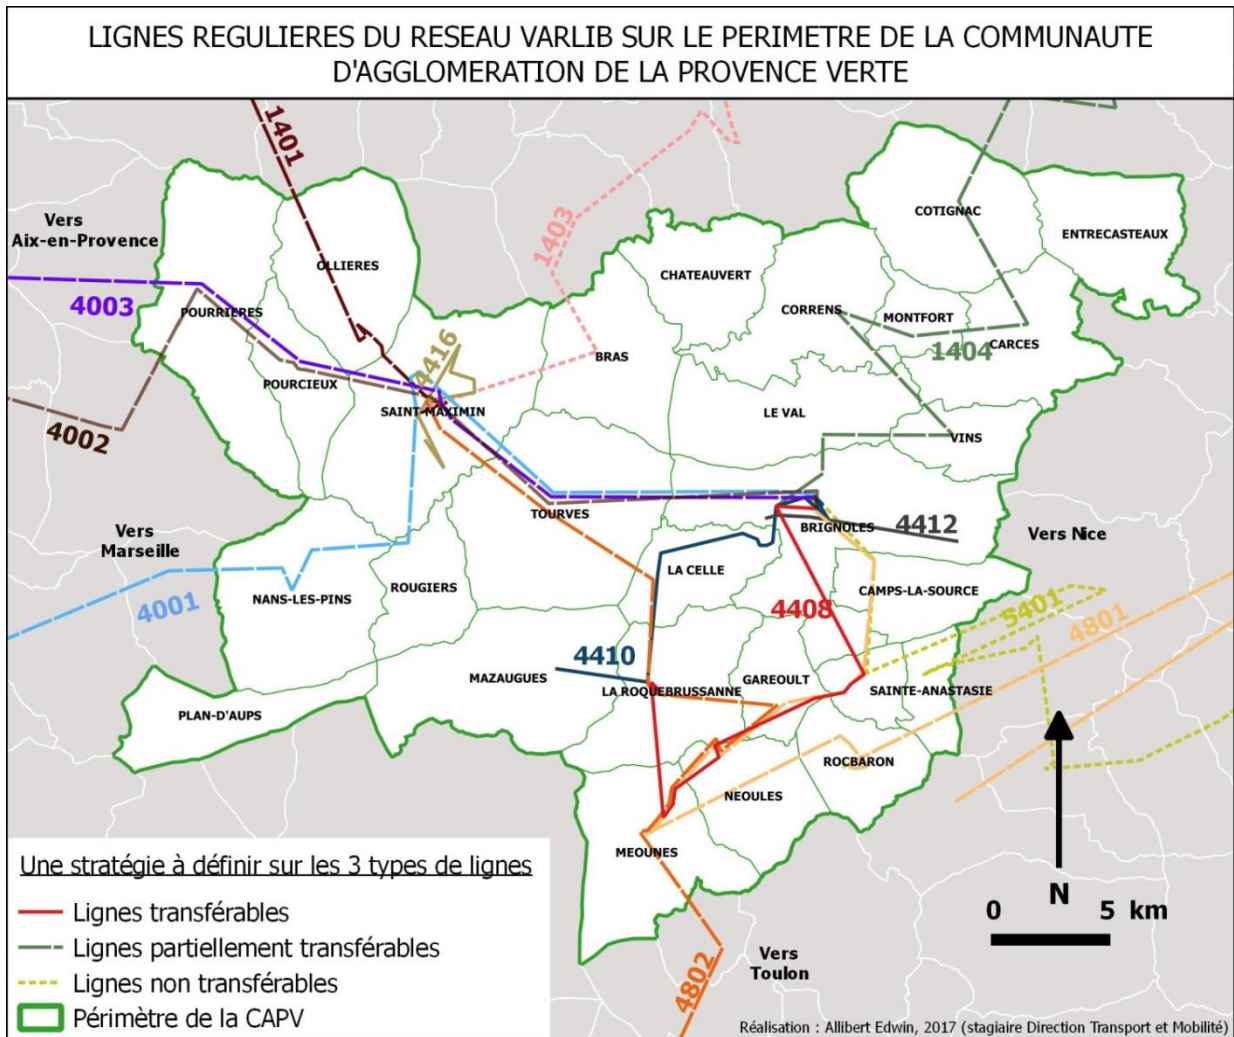 LIGNES REGULIERES DU RESEAU VARLIB SUR LE PERIMETRE DE LA COMMUNAUTE
D'AGGLOMERATION DE LA PROVENCE VERTE
1401
1403
COTIGNAC
Vers
Aix-en-Provence
ENTRECASTEAUX
OLLIERES
CHATEAUVERT
4003
POURRIERES
CORRENS
MONTFORT
CARCES
1404
BRAS
4416
POURCIEUX
SAINT-MAXIMIN
LE VAL
4002
VINS
TOURVES
BRIGNOLES
4412
Vers Nice
Vers
Marseille
LA CELLE
ROUGIERS
NANS-LES-PINS
CAMPS-LA-SOURCE
4001
4408
5401
4801
4410
MAZAUGUES
LA ROQUEBRUSSANNE
GAREOULT
SAINTE-ANASTASIE
PLAN-D'AUPS
ROCBARON
NEOULES
MEOUNES
Une stratégie à définir sur les 3 types de lignes
Lignes transférables
Lignes partiellement transférables
Lignes non transférables
Périmètre de la CAPV
4802
Vers
Toulon
N
0 5 km
Réalisation : Allibert Edwin, 2017 (stagiaire Direction Transport et Mobilité)